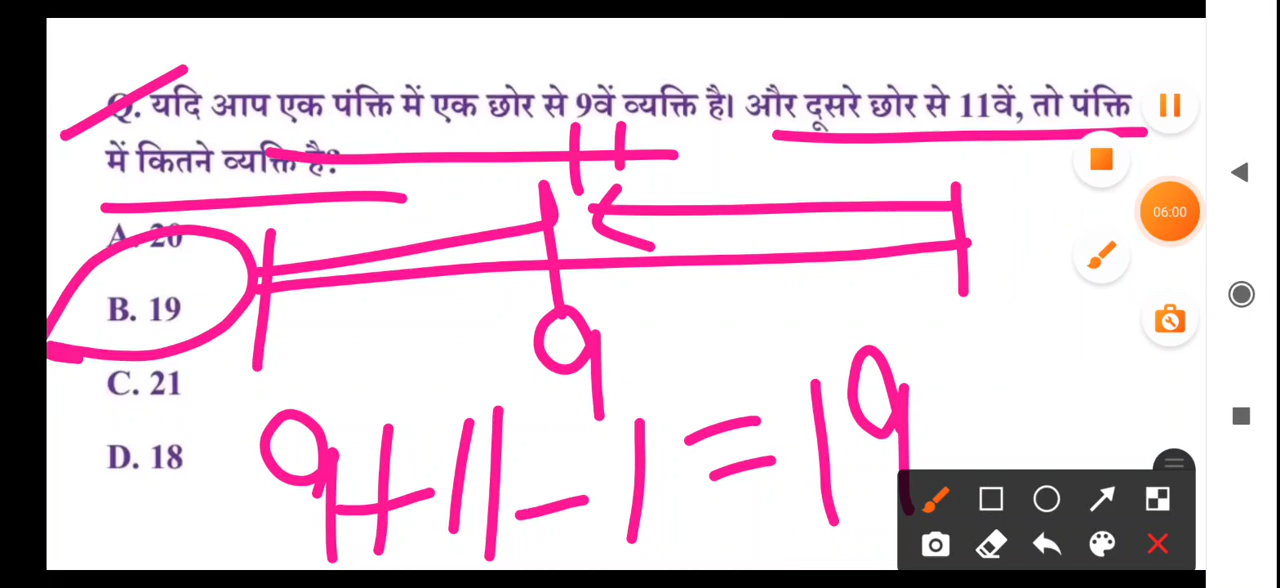 Q. यदि आप एक पंक्ति में एक छोर से 9वें व्यक्ति है। और दूसरे छोर से 11वें, तो पंक्ति
में कितने व्यक्ति है?
A. 20
B. 19
C. 21
D. 18
11
9
9+11-1=19
06:00